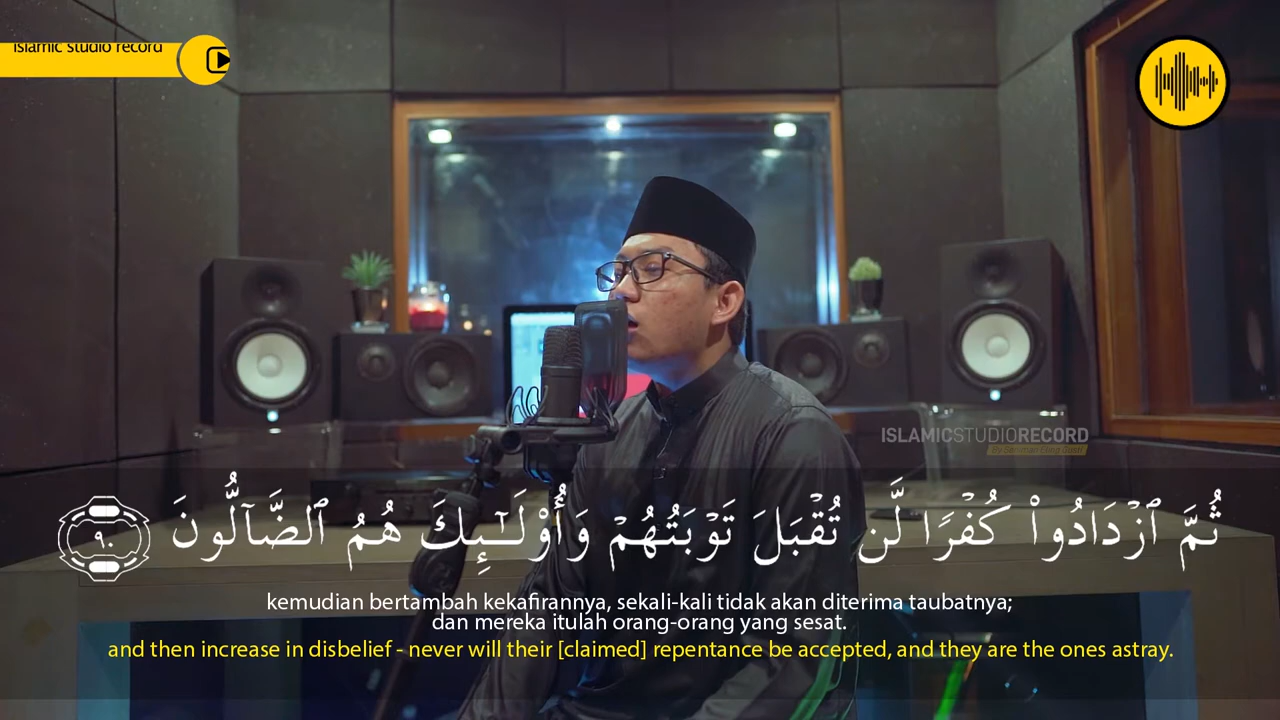 Islamic studio record
ISLAMICSTUDIORECORD
ثُمَّ ٱزۡدَادُواْ كُفۡرٗا لَّن تُقۡبَلَ تَوۡبَتُهُمۡ وَأُوْلَـٰٓئِكَ هُمُ ٱلضَّآلُّونَ ٩٠
kemudian bertambah kekafirannya, sekali-kali tidak akan diterima taubatnya;
dan mereka itulah orang-orang yang sesat.
and then increase in disbelief - never will their [claimed] repentance be accepted, and they are the ones astray.